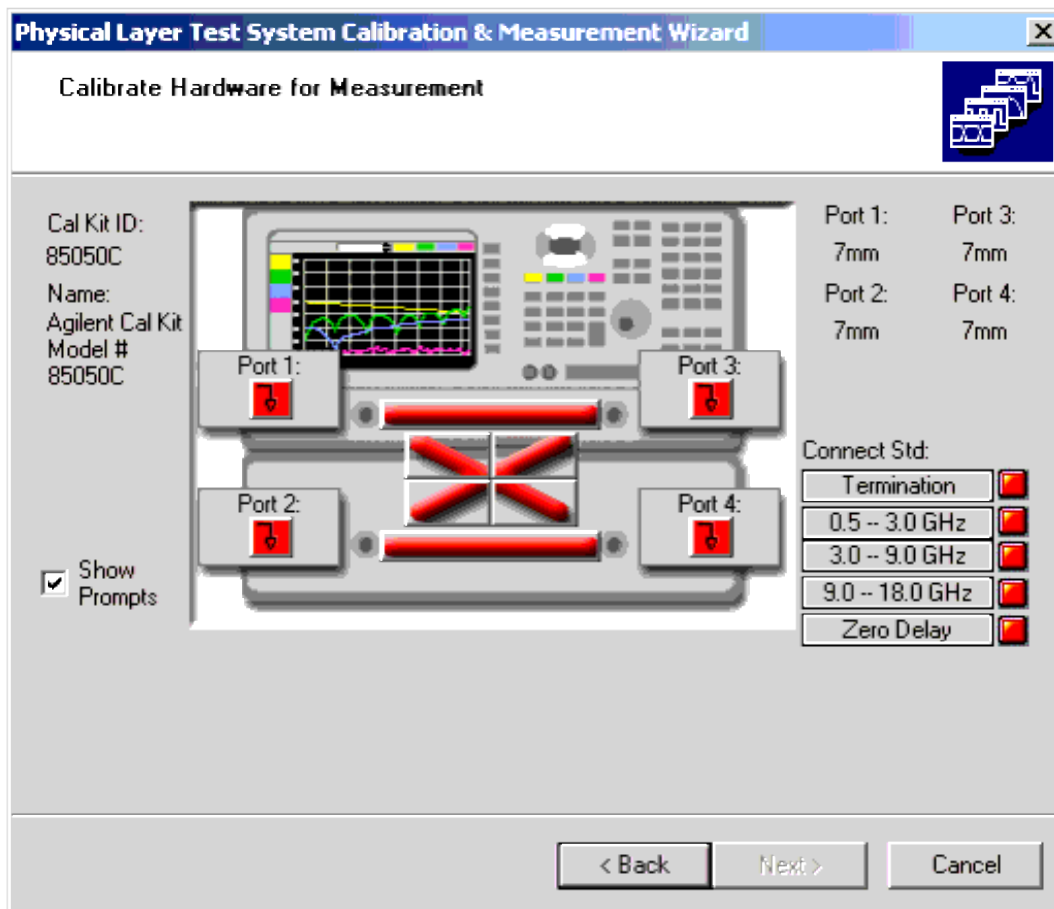 Physical Layer Test System Calibration & Measurement Wizard
Calibrate Hardware for Measurement
Cal Kit ID:
85050C
Name:
Agilent Cal Kit
Model #
85050C
Show
Prompts
Port 1:
Port 3:
Port 2:
Port 4:
Port 1:
Port 3:
7mm
7mm
Port 2:
Port 4:
7mm
7mm
Connect Std:
Termination
0.5 -- 3.0 GHz
3.0 -- 9.0 GHz
9.0 -- 18.0 GHz
Zero Delay
< Back
Next >
Cancel